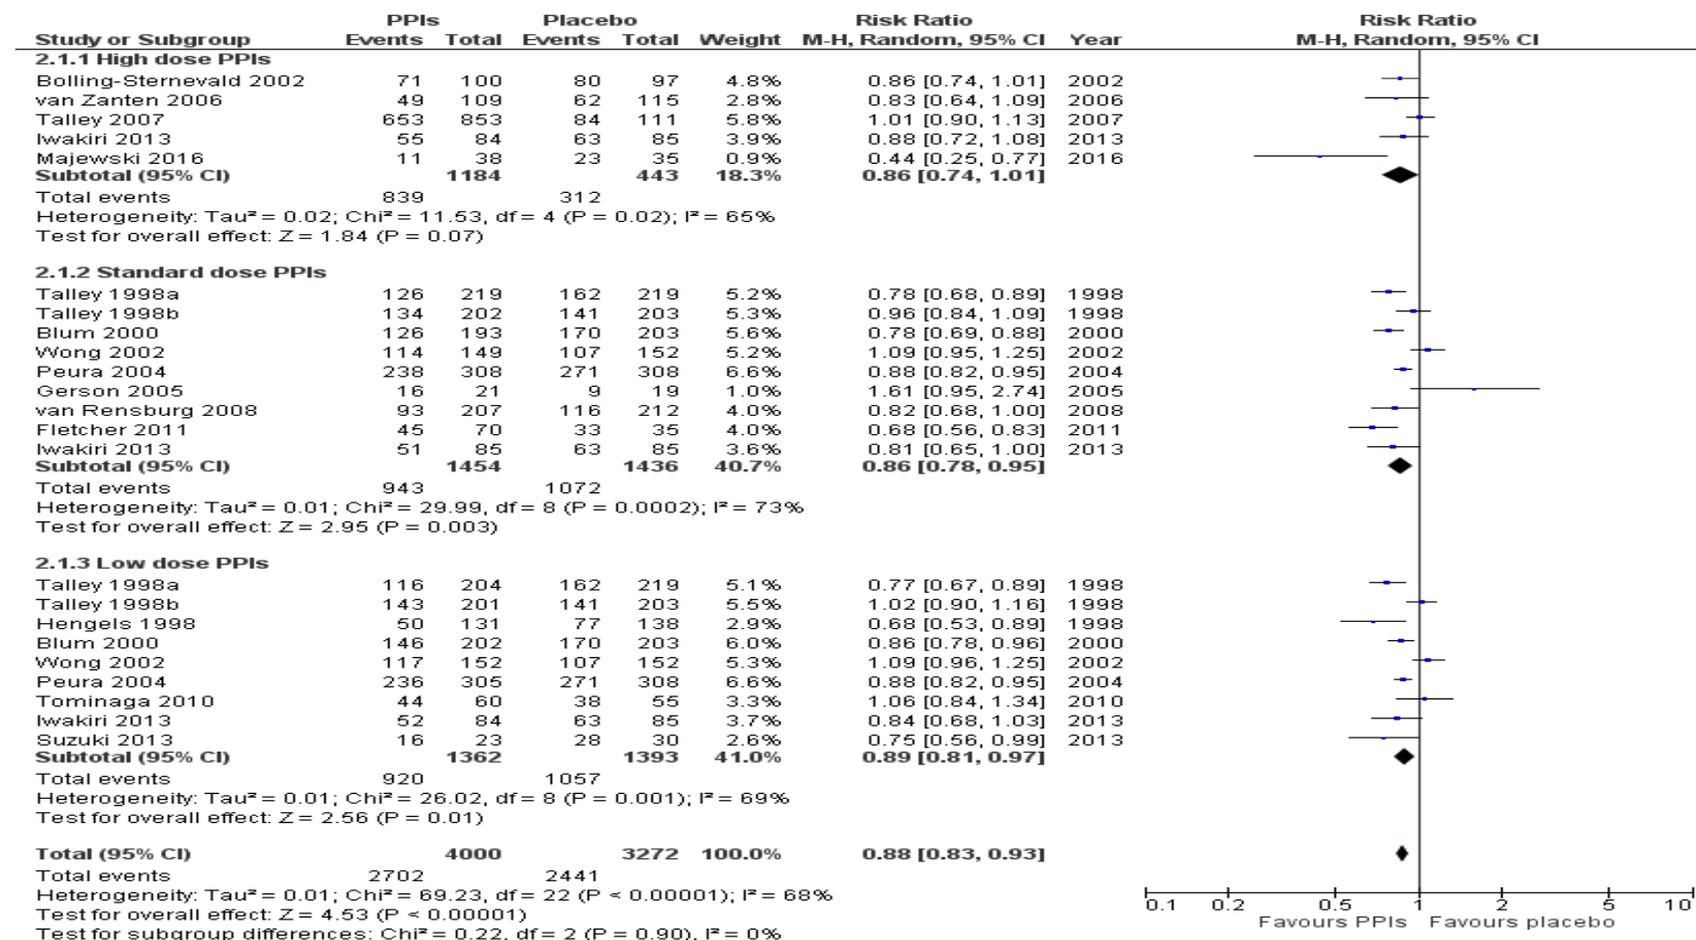 PPIs Placebo Risk Ratio Risk Ratio
Study or Subgroup Events Total Events Total Weight M-H, Random, 95% CI Year M-H, Random, 95% CI
2.1.1 High dose PPIs
Bolling-Sternevald 2002 71 100 80 97 4.8% 0.86 [0.74, 1.01] 2002
van Zanten 2006 49 109 62 115 2.8% 0.83 [0.64, 1.09] 2006
Talley 2007 653 853 84 111 5.8% 1.01 [0.90, 1.13] 2007
Iwakiri 2013 55 84 63 85 3.9% 0.88 [0.72, 1.08] 2013
Majewski 2016 11 38 23 35 0.9% 0.44 [0.25, 0.77] 2016
Subtotal (95% CI) 1184 443 18.3% 0.86 [0.74, 1.01]
Total events 839 312
Heterogeneity: Tau² = 0.02; Chi² = 11.53, df = 4 (P = 0.02); I² = 65%
Test for overall effect: Z = 1.84 (P = 0.07)
2.1.2 Standard dose PPIs
Talley 1998a 126 219 162 219 5.2% 0.78 [0.68, 0.89] 1998
Talley 1998b 134 202 141 203 5.3% 0.96 [0.84, 1.09] 1998
Blum 2000 126 193 170 203 5.6% 0.78 [0.69, 0.88] 2000
Wong 2002 114 149 107 152 5.2% 1.09 [0.95, 1.25] 2002
Peura 2004 238 308 271 308 6.6% 0.88 [0.82, 0.95] 2004
Gerson 2005 16 21 9 19 1.0% 1.61 [0.95, 2.74] 2005
van Rensburg 2008 93 207 116 212 4.0% 0.82 [0.68, 1.00] 2008
Fletcher 2011 45 70 33 35 4.0% 0.68 [0.56, 0.83] 2011
Iwakiri 2013 51 85 63 85 3.6% 0.81 [0.65, 1.00] 2013
Subtotal (95% CI) 1454 1436 40.7% 0.86 [0.78, 0.95]
Total events 943 1072
Heterogeneity: Tau² = 0.01; Chi² = 29.99, df = 8 (P = 0.0002); I² = 73%
Test for overall effect: Z = 2.95 (P = 0.003)
2.1.3 Low dose PPIs
Talley 1998a 116 204 162 219 5.1% 0.77 [0.67, 0.89] 1998
Talley 1998b 143 201 141 203 5.5% 1.02 [0.90, 1.16] 1998
Hengels 1998 50 131 77 138 2.9% 0.68 [0.53, 0.89] 1998
Blum 2000 146 202 170 203 6.0% 0.86 [0.78, 0.96] 2000
Wong 2002 117 152 107 152 5.3% 1.09 [0.96, 1.25] 2002
Peura 2004 236 305 271 308 6.6% 0.88 [0.82, 0.95] 2004
Tominaga 2010 44 60 38 55 3.3% 1.06 [0.84, 1.34] 2010
Iwakiri 2013 52 84 63 85 3.7% 0.84 [0.68, 1.03] 2013
Suzuki 2013 16 23 28 30 2.6% 0.75 [0.56, 0.99] 2013
Subtotal (95% CI) 1362 1393 41.0% 0.89 [0.81, 0.97]
Total events 920 1057
Heterogeneity: Tau² = 0.01; Chi² = 26.02, df = 8 (P = 0.001); I² = 69%
Test for overall effect: Z = 2.56 (P = 0.01)
Total (95% CI) 4000 3272 100.0% 0.88 [0.83, 0.93]
Total events 2702 2441
Heterogeneity: Tau² = 0.01; Chi² = 69.23, df = 22 (P < 0.00001); I² = 68%
Test for overall effect: Z = 4.53 (P < 0.00001)
Test for subgroup differences: Chi² = 0.22, df = 2 (P = 0.90), I² = 0%
0.1 0.2 0.5 1 2 5 10
Favours PPIs Favours placebo